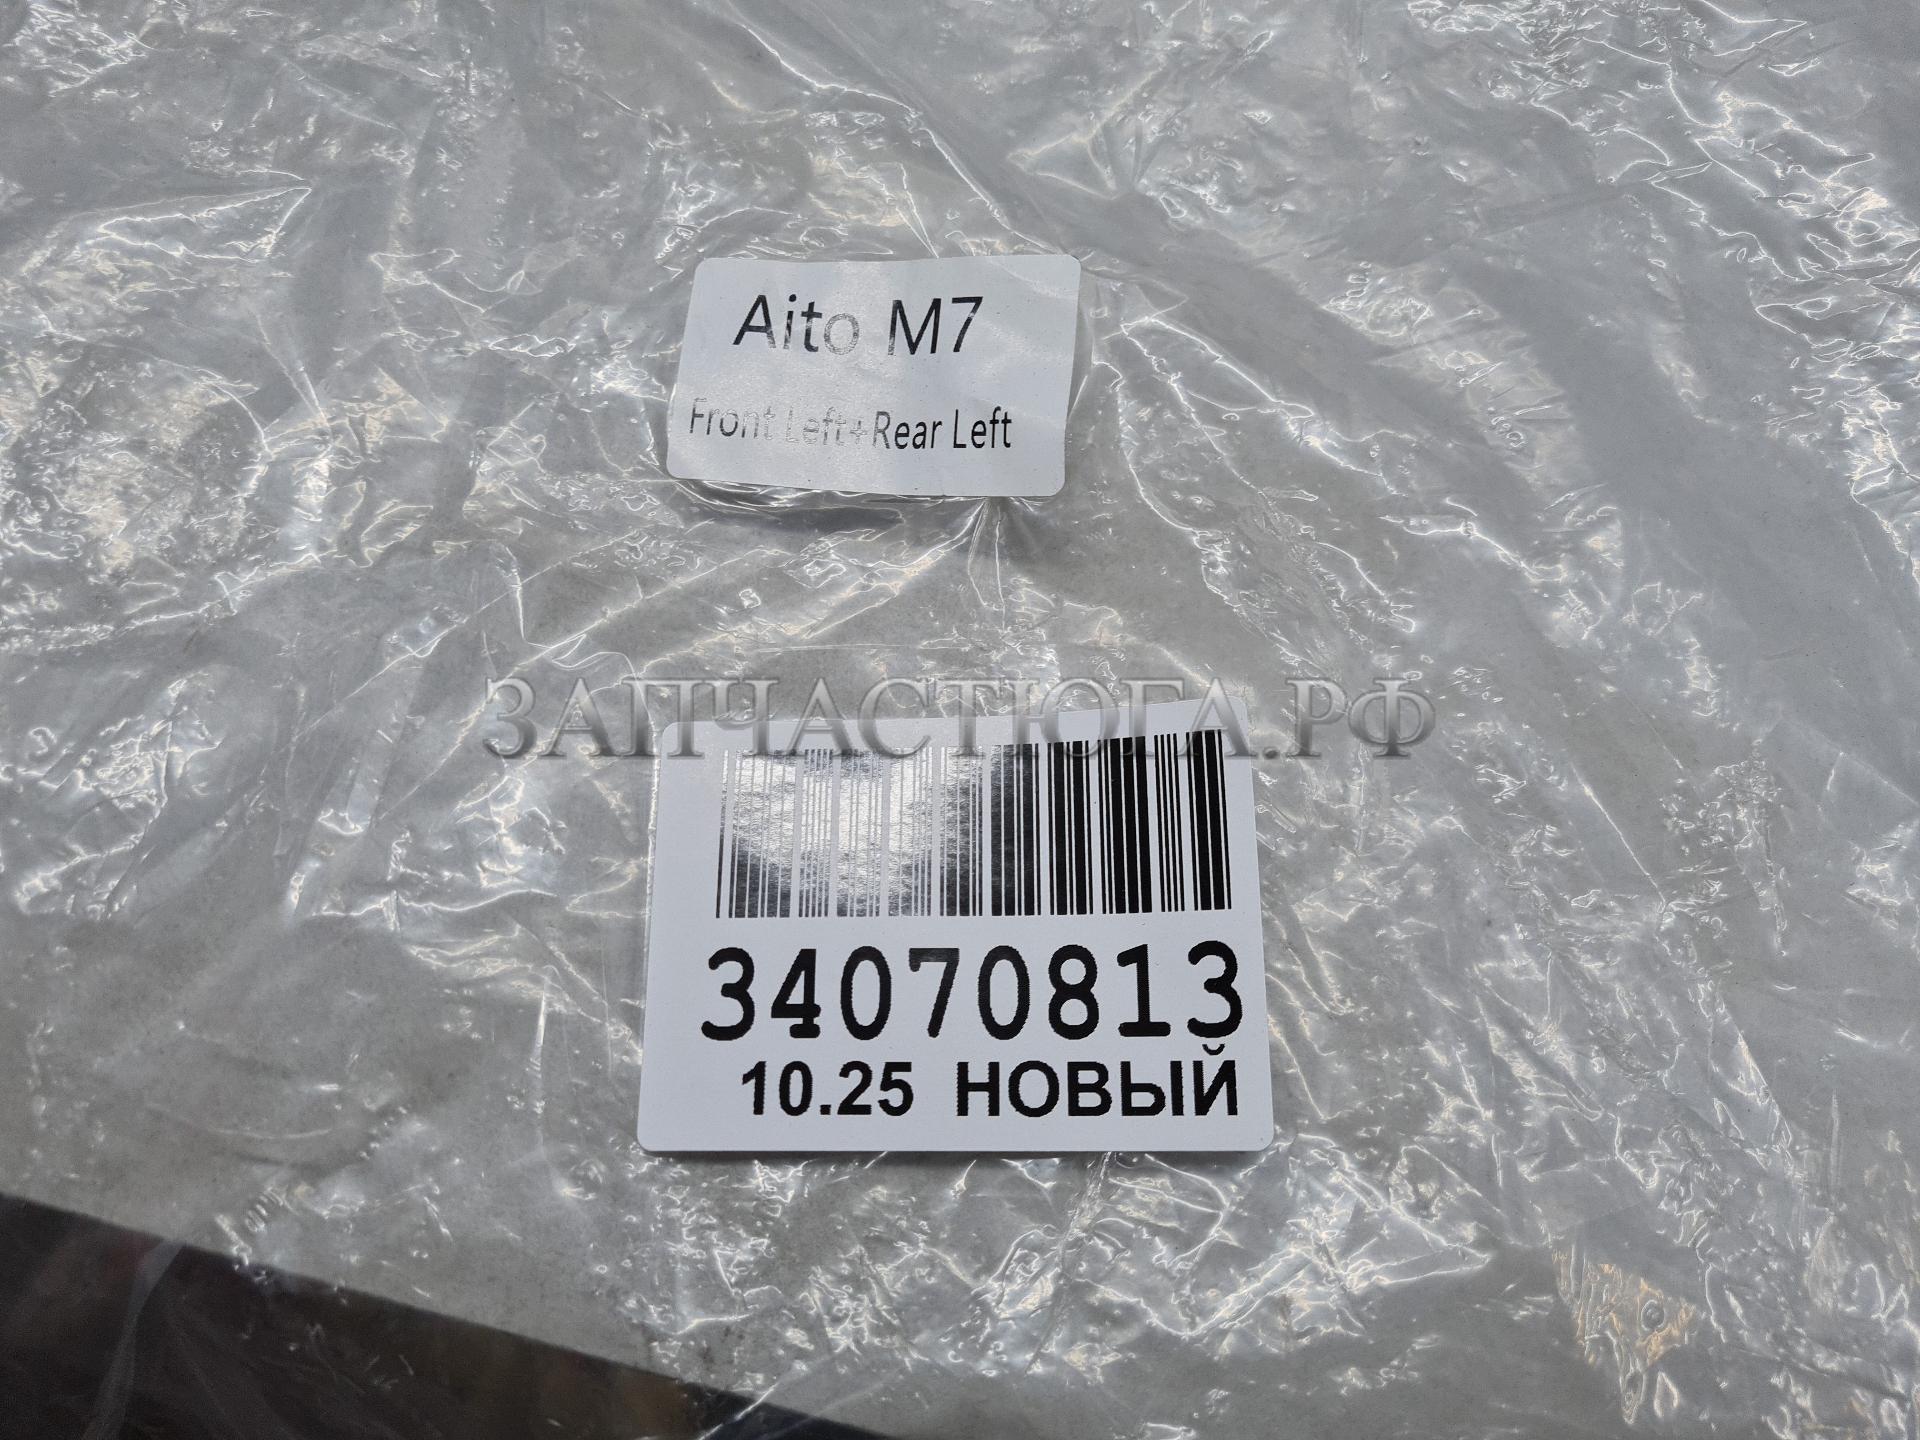 Aito M7
Front Left+Rear Left
ЗАПЧАСТЮГА.РФ
34070813
10.25 НОВЫЙ